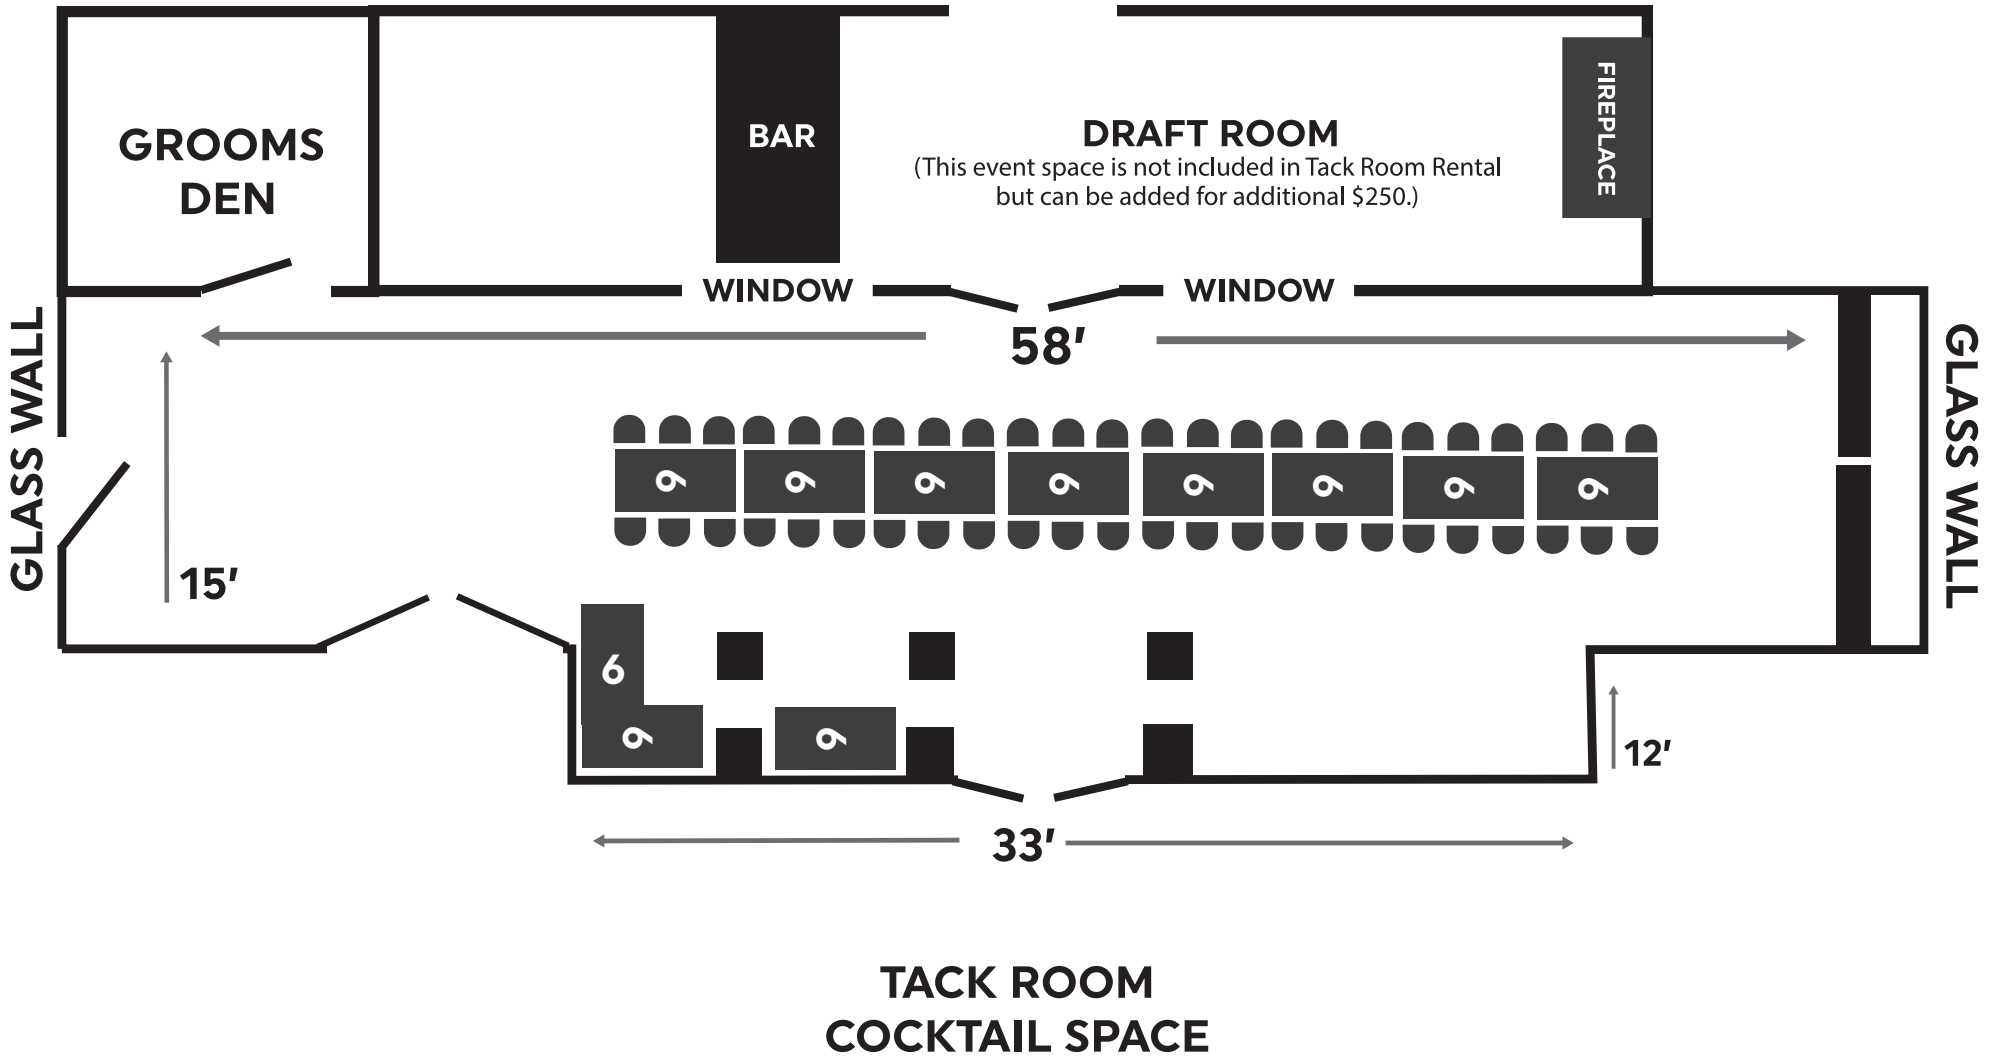 GROOMS
DEN
BAR
DRAFT ROOM
(This event space is not included in Tack Room Rental
but can be added for additional $250.)
FIREPLACE
WINDOW
WINDOW
GLASS WALL
58'
GLASS WALL
15'
6
6
6
6
6
6
6
6
6
6
6
12'
33'
TACK ROOM
COCKTAIL SPACE